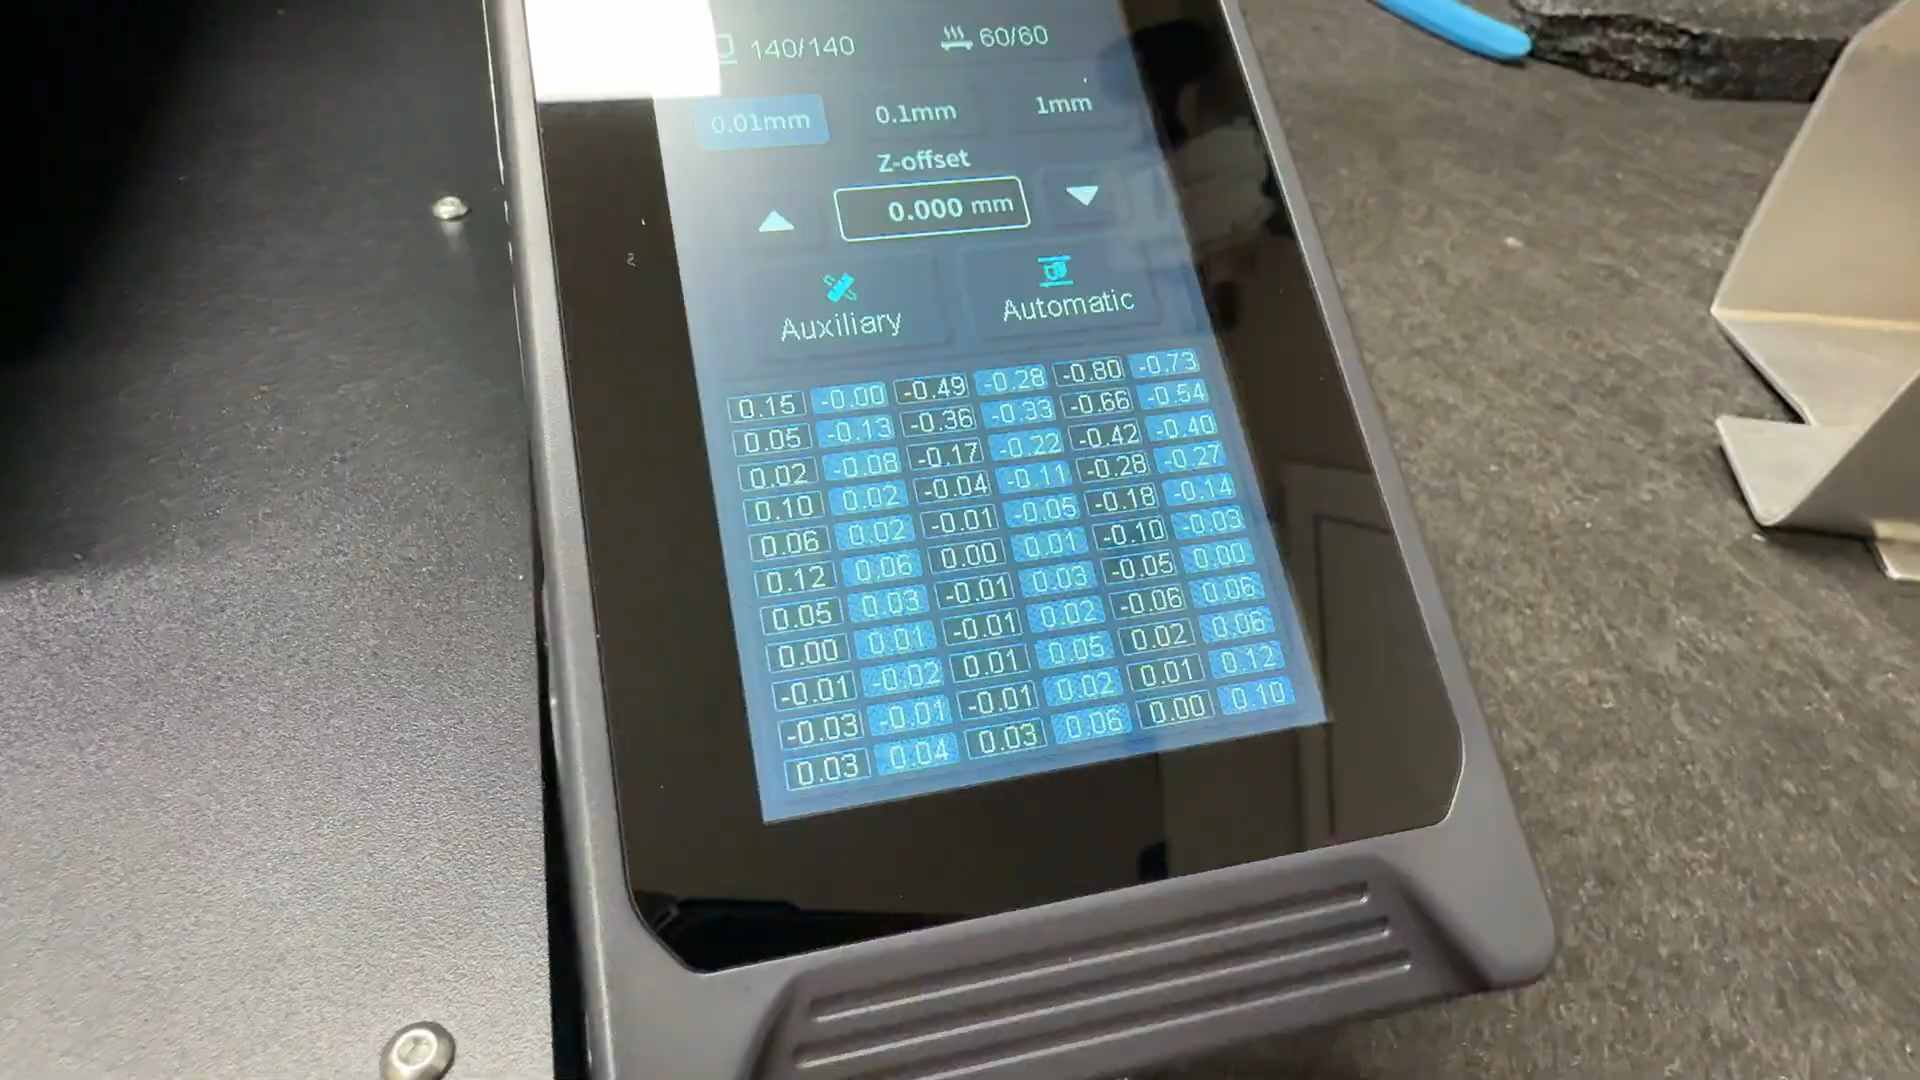 140/140 60/60
0.01mm 0.1mm 1mm
Z-offset
0.000 mm
Auxiliary Automatic
0.15 -0.00 -0.49 -0.28 -0.80 -0.73
0.05 -0.13 -0.36 -0.33 -0.66 -0.54
0.02 -0.08 -0.17 -0.22 -0.42 -0.40
0.10 0.02 -0.04 -0.11 -0.28 -0.27
0.06 0.02 -0.01 -0.05 -0.18 -0.14
0.12 0.06 0.00 0.01 -0.10 -0.03
0.05 0.03 -0.01 0.03 -0.05 0.00
0.00 0.01 -0.01 0.02 -0.06 0.06
-0.01 -0.02 0.01 0.05 0.02 0.06
-0.03 -0.01 -0.01 0.02 0.01 0.12
0.03 0.04 0.03 0.06 0.00 0.10